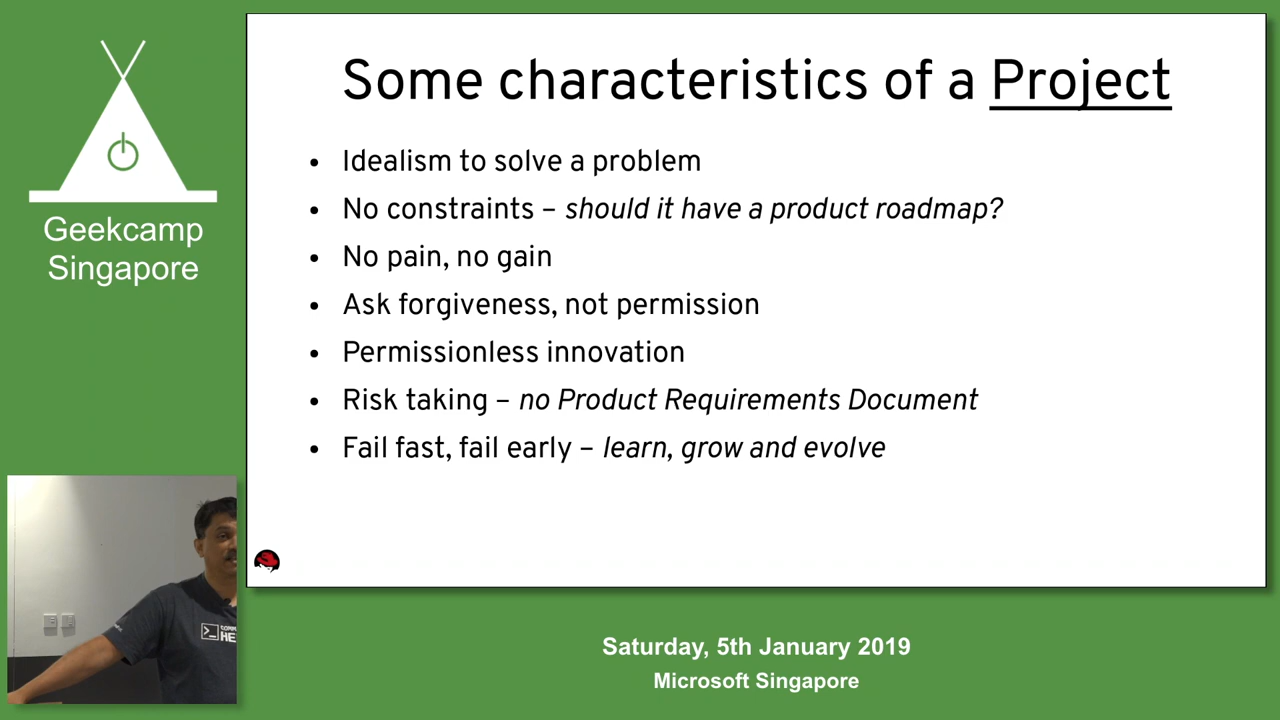 Geekcamp
Singapore
Some characteristics of a Project
• Idealism to solve a problem
• No constraints – should it have a product roadmap?
• No pain, no gain
• Ask forgiveness, not permission
• Permissionless innovation
• Risk taking – no Product Requirements Document
• Fail fast, fail early – learn, grow and evolve
HE
Saturday, 5th January 2019
Microsoft Singapore